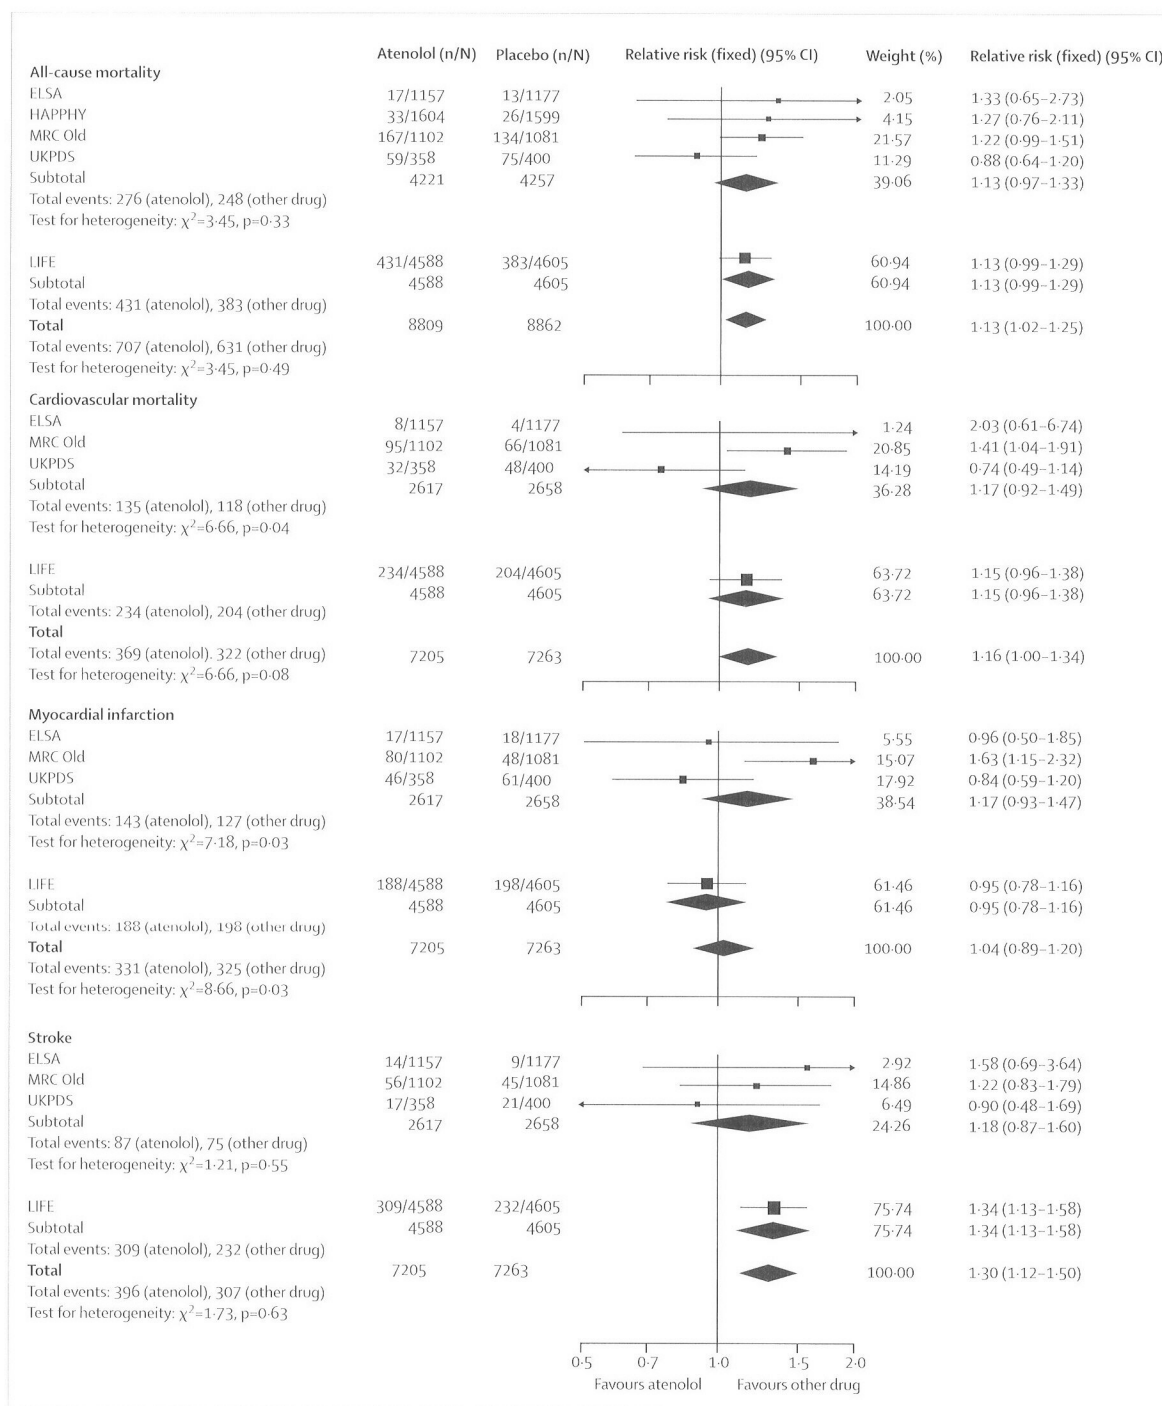 Atenolol (n/N) Placebo (n/N) Relative risk (fixed) (95% CI) Weight (%) Relative risk (fixed) (95% CI)
All-cause mortality
ELSA 17/1157 13/1177 2·05 1·33 (0·65–2·73)
HAPPHY 33/1604 26/1599 4·15 1·27 (0·76–2·11)
MRC Old 167/1102 134/1081 21·57 1·22 (0·99–1·51)
UKPDS 59/358 75/400 11·29 0·88 (0·64–1·20)
Subtotal 4221 4257 39·06 1·13 (0·97–1·33)
Total events: 276 (atenolol), 248 (other drug)
Test for heterogeneity: χ²=3·45, p=0·33
LIFE 431/4588 383/4605 60·94 1·13 (0·99–1·29)
Subtotal 4588 4605 60·94 1·13 (0·99–1·29)
Total events: 431 (atenolol), 383 (other drug)
Total 8809 8862 100·00 1·13 (1·02–1·25)
Total events: 707 (atenolol), 631 (other drug)
Test for heterogeneity: χ²=3·45, p=0·49
Cardiovascular mortality
ELSA 8/1157 4/1177 1·24 2·03 (0·61–6·74)
MRC Old 95/1102 66/1081 20·85 1·41 (1·04–1·91)
UKPDS 32/358 48/400 14·19 0·74 (0·49–1·14)
Subtotal 2617 2658 36·28 1·17 (0·92–1·49)
Total events: 135 (atenolol), 118 (other drug)
Test for heterogeneity: χ²=6·66, p=0·04
LIFE 234/4588 204/4605 63·72 1·15 (0·96–1·38)
Subtotal 4588 4605 63·72 1·15 (0·96–1·38)
Total events: 234 (atenolol), 204 (other drug)
Total
Total events: 369 (atenolol). 322 (other drug) 7205 7263 100·00 1·16 (1·00–1·34)
Test for heterogeneity: χ²=6·66, p=0·08
Myocardial infarction
ELSA 17/1157 18/1177 5·55 0·96 (0·50–1·85)
MRC Old 80/1102 48/1081 15·07 1·63 (1·15–2·32)
UKPDS 46/358 61/400 17·92 0·84 (0·59–1·20)
Subtotal 2617 2658 38·54 1·17 (0·93–1·47)
Total events: 143 (atenolol), 127 (other drug)
Test for heterogeneity: χ²=7·18, p=0·03
LIFE 188/4588 198/4605 61·46 0·95 (0·78–1·16)
Subtotal 4588 4605 61·46 0·95 (0·78–1·16)
Total events: 188 (atenolol), 198 (other drug)
Total 7205 7263 100·00 1·04 (0·89–1·20)
Total events: 331 (atenolol), 325 (other drug)
Test for heterogeneity: χ²=8·66, p=0·03
Stroke
ELSA 14/1157 9/1177 2·92 1·58 (0·69–3·64)
MRC Old 56/1102 45/1081 14·86 1·22 (0·83–1·79)
UKPDS 17/358 21/400 6·49 0·90 (0·48–1·69)
Subtotal 2617 2658 24·26 1·18 (0·87–1·60)
Total events: 87 (atenolol), 75 (other drug)
Test for heterogeneity: χ²=1·21, p=0·55
LIFE 309/4588 232/4605 75·74 1·34 (1·13–1·58)
Subtotal 4588 4605 75·74 1·34 (1·13–1·58)
Total events: 309 (atenolol), 232 (other drug)
Total 7205 7263 100·00 1·30 (1·12–1·50)
Total events: 396 (atenolol), 307 (other drug)
Test for heterogeneity: χ²=1·73, p=0·63
0·5 0·7 1·0 1·5 2·0
Favours atenolol Favours other drug